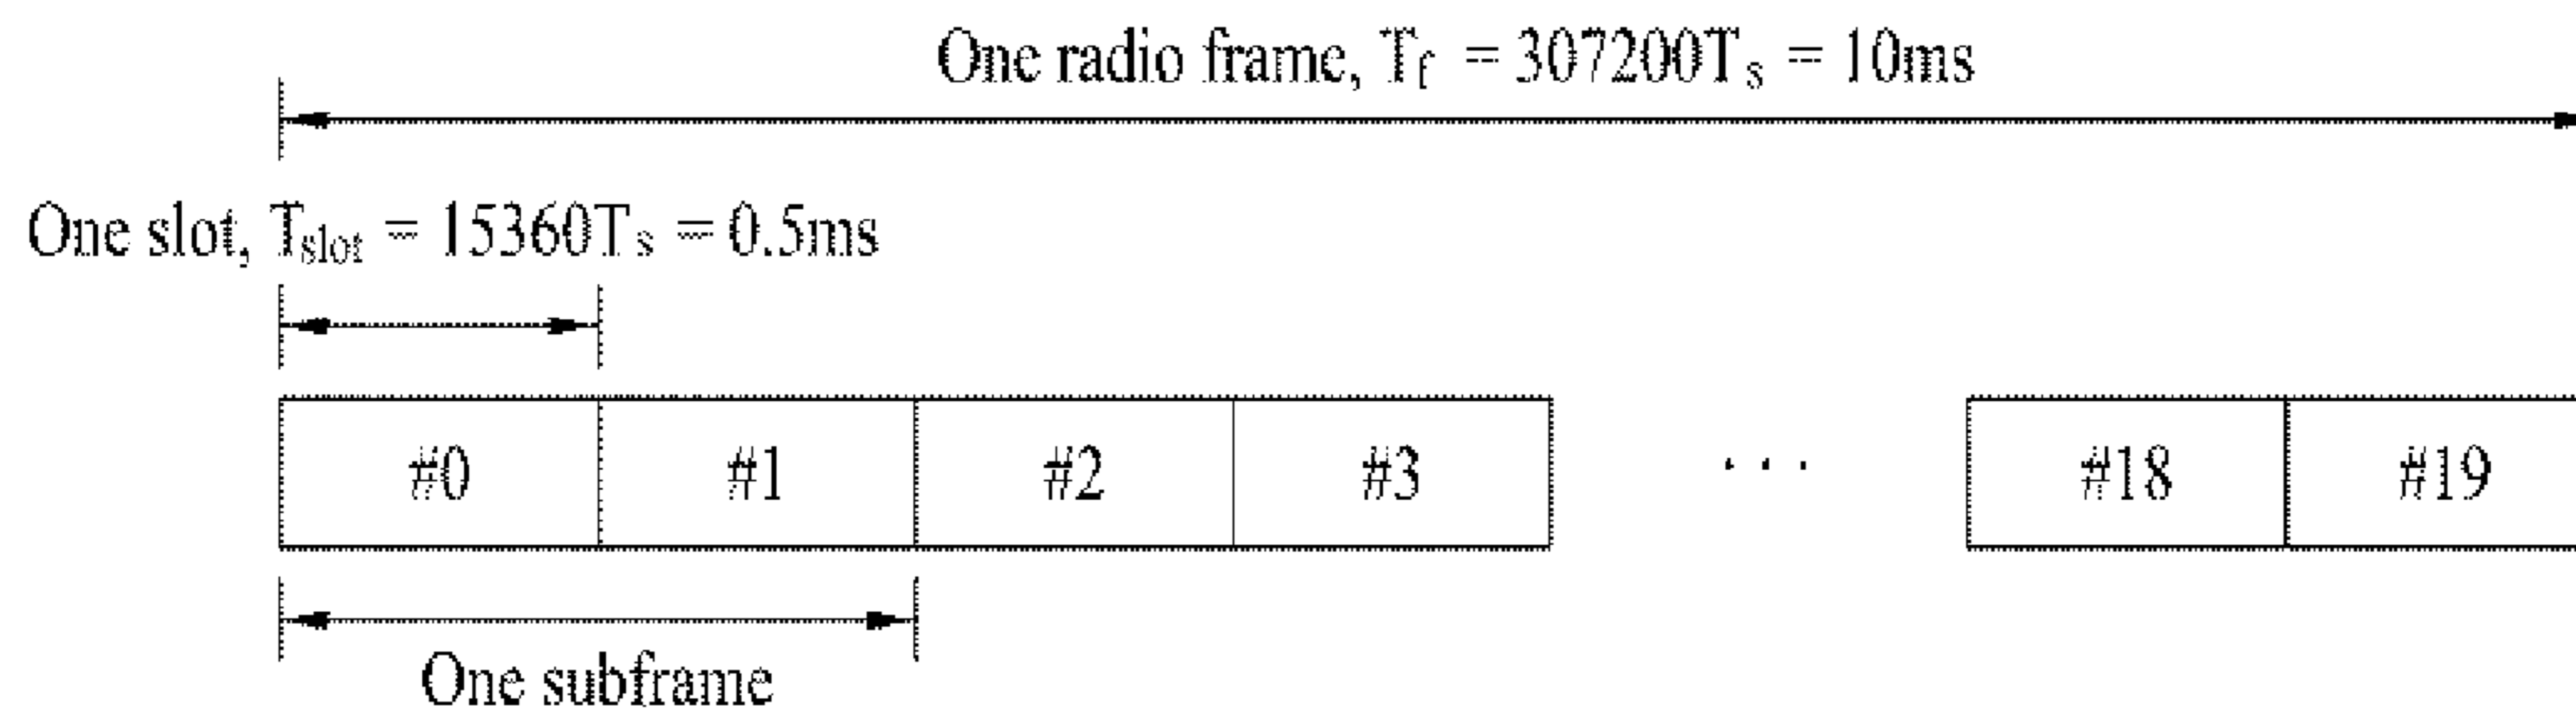 One radio frame, Tf = 307200Ts = 10ms
One slot, Tslot = 15360Ts = 0.5ms
#0 #1 #2 #3 ... #18 #19
One subframe